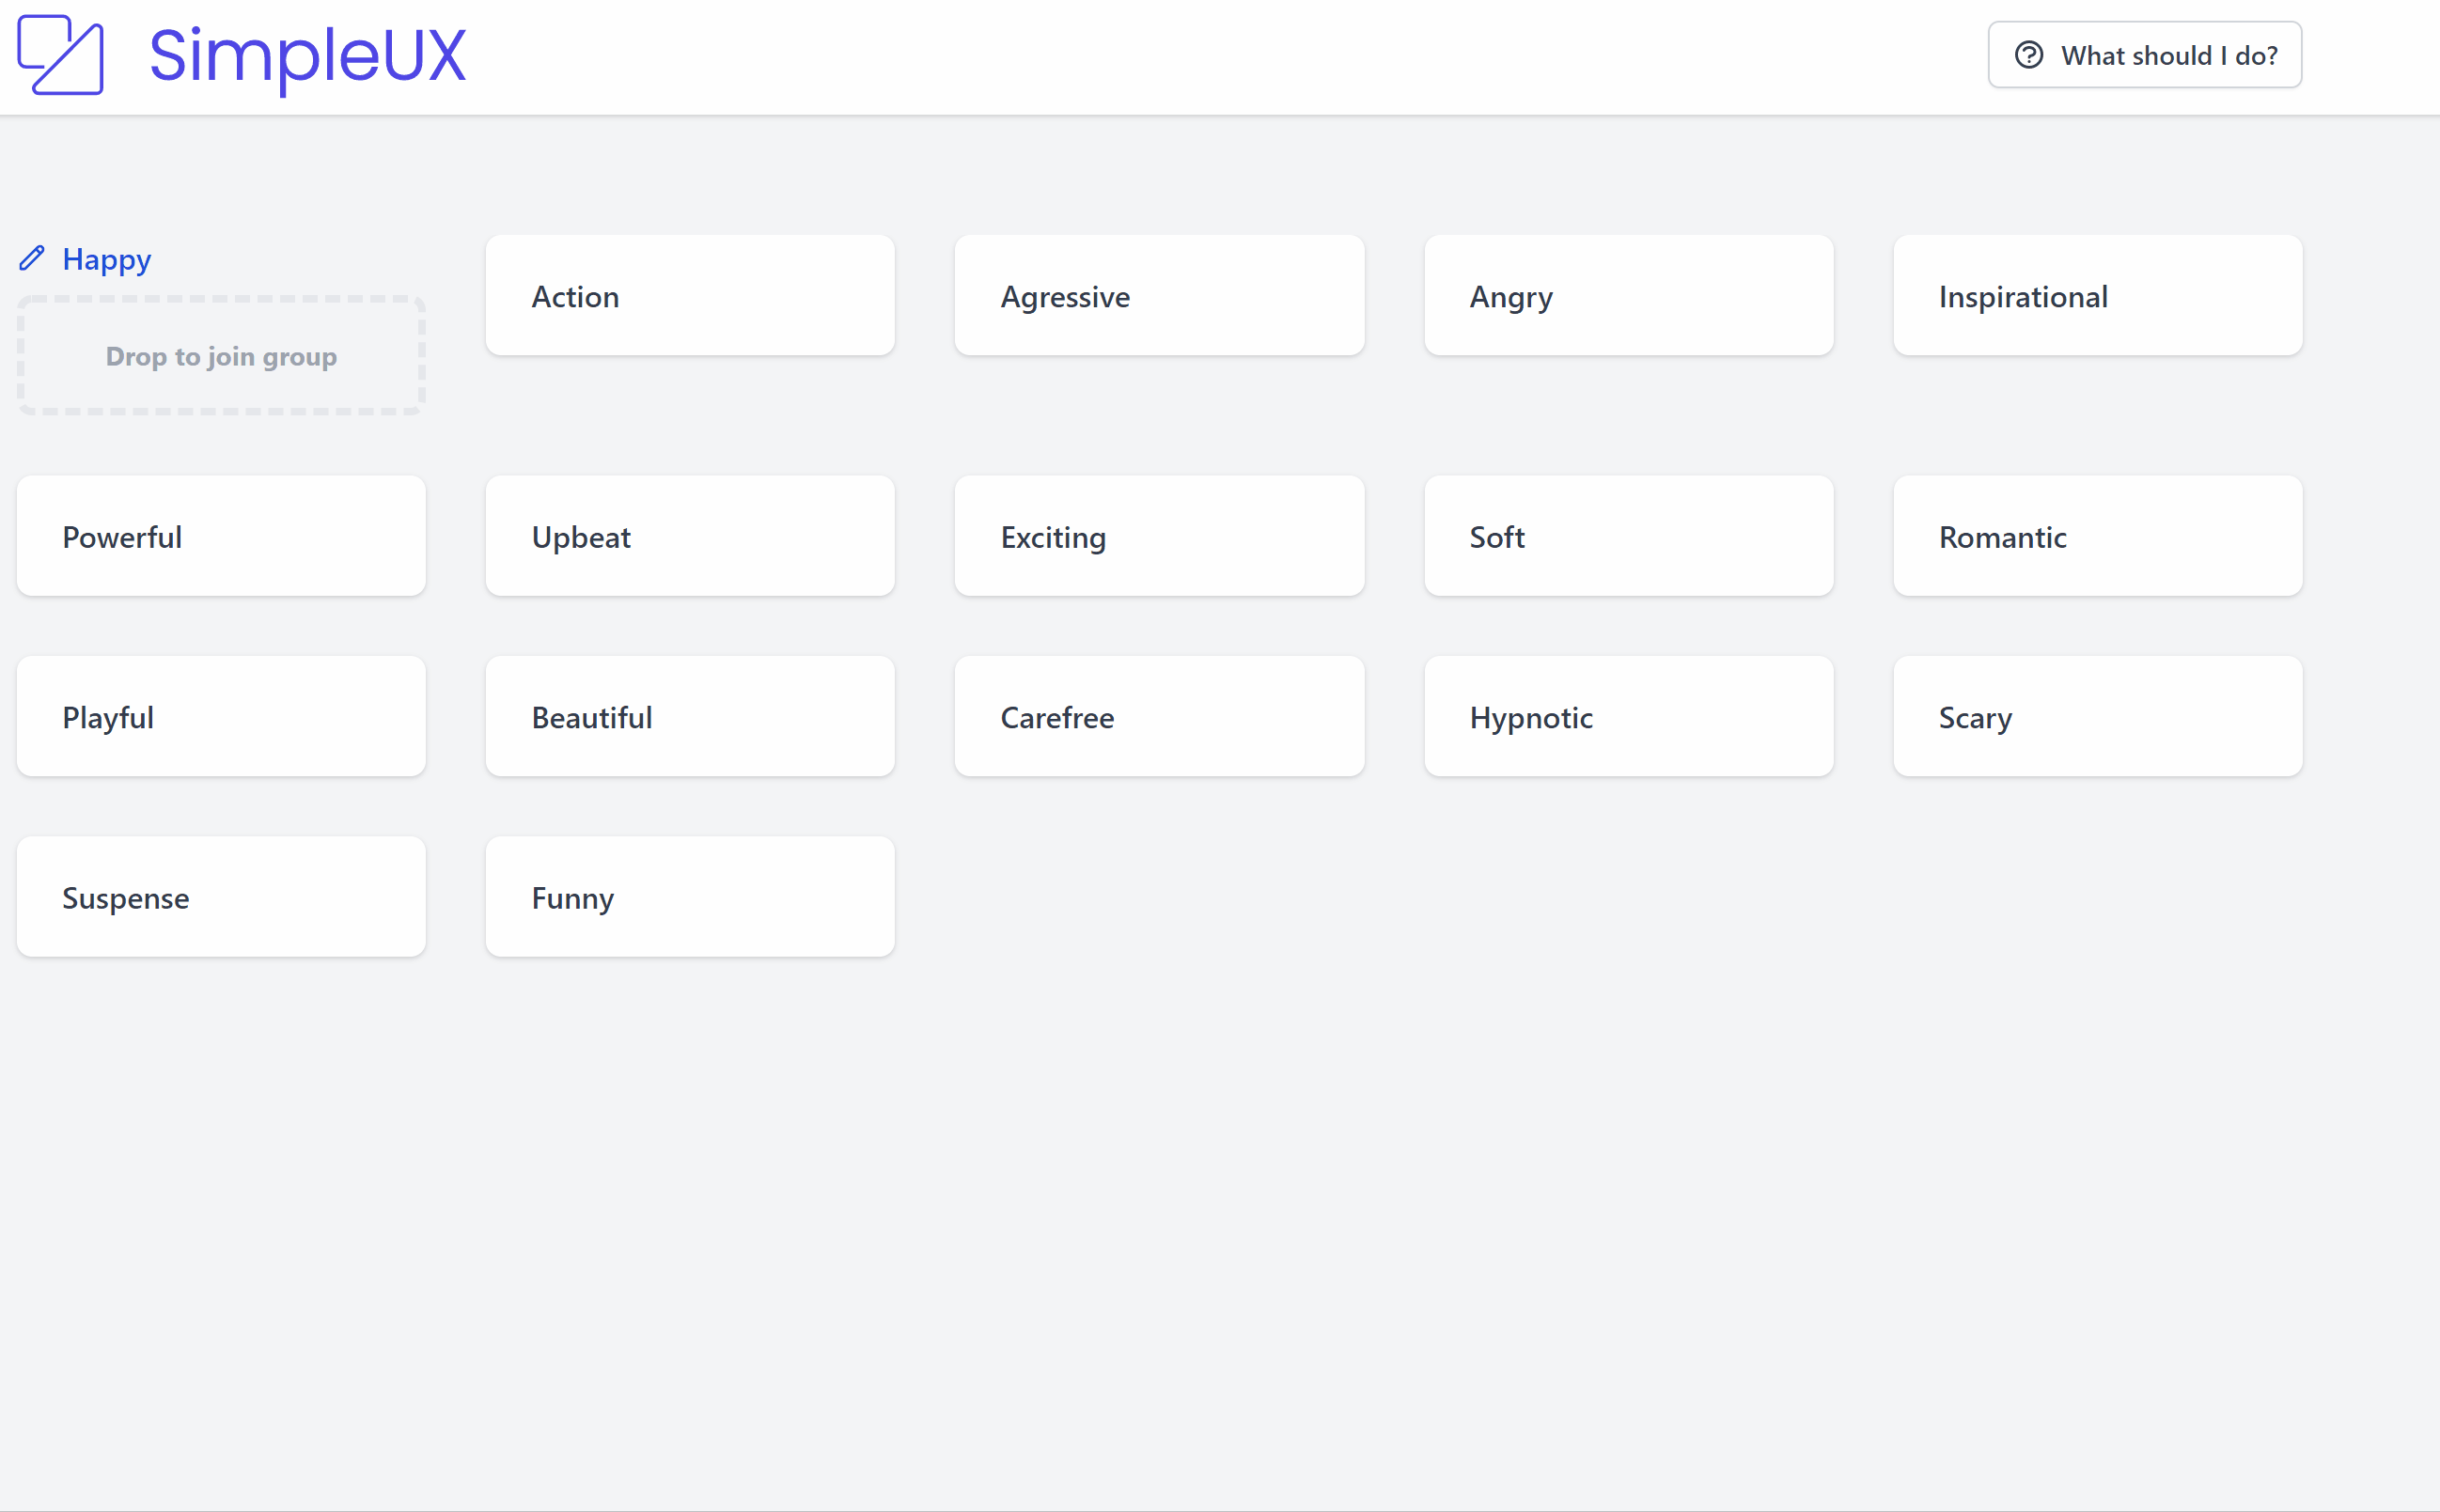 SimpleUX
What should I do?
Happy
Drop to join group
Action
Agressive
Angry
Inspirational
Powerful
Upbeat
Exciting
Soft
Romantic
Playful
Beautiful
Carefree
Hypnotic
Scary
Suspense
Funny